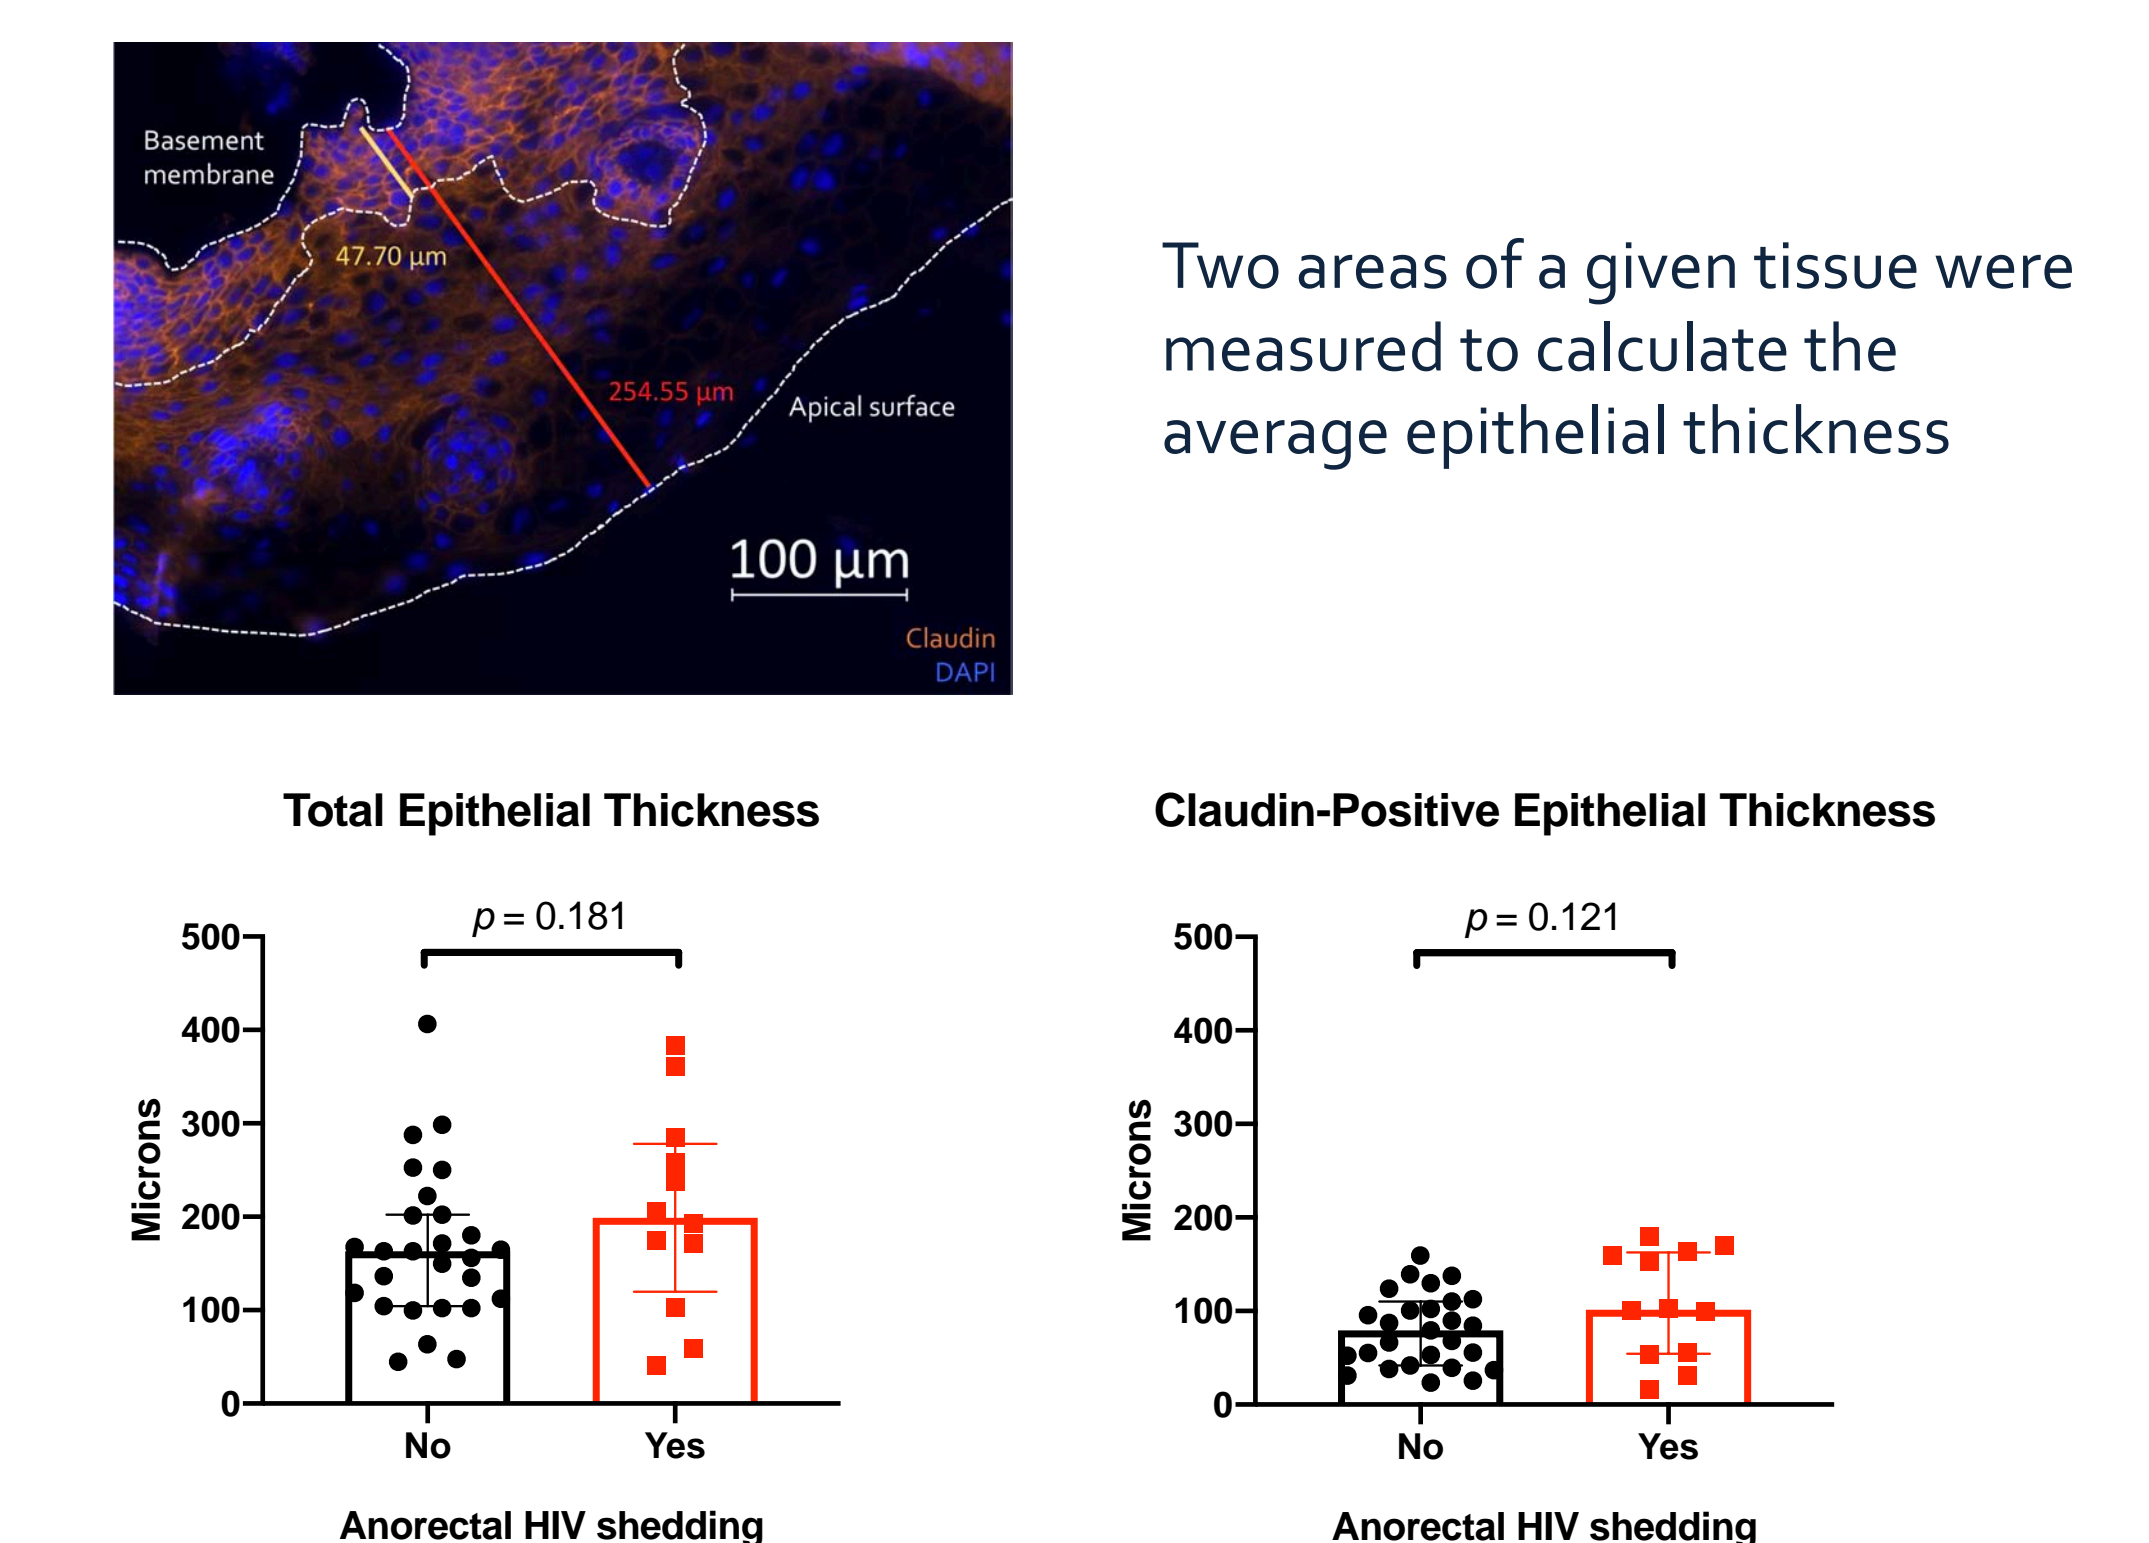 Basement
membrane
47.70 µm
254.55 µm
Apical surface
100 µm
Claudin
DAPI
Two areas of a given tissue were
measured to calculate the
average epithelial thickness
Total Epithelial Thickness
p = 0.181
500
400
300
200
100
0
Microns
No Yes
Anorectal HIV shedding
Claudin-Positive Epithelial Thickness
p = 0.121
500
400
300
200
100
0
Microns
No Yes
Anorectal HIV shedding